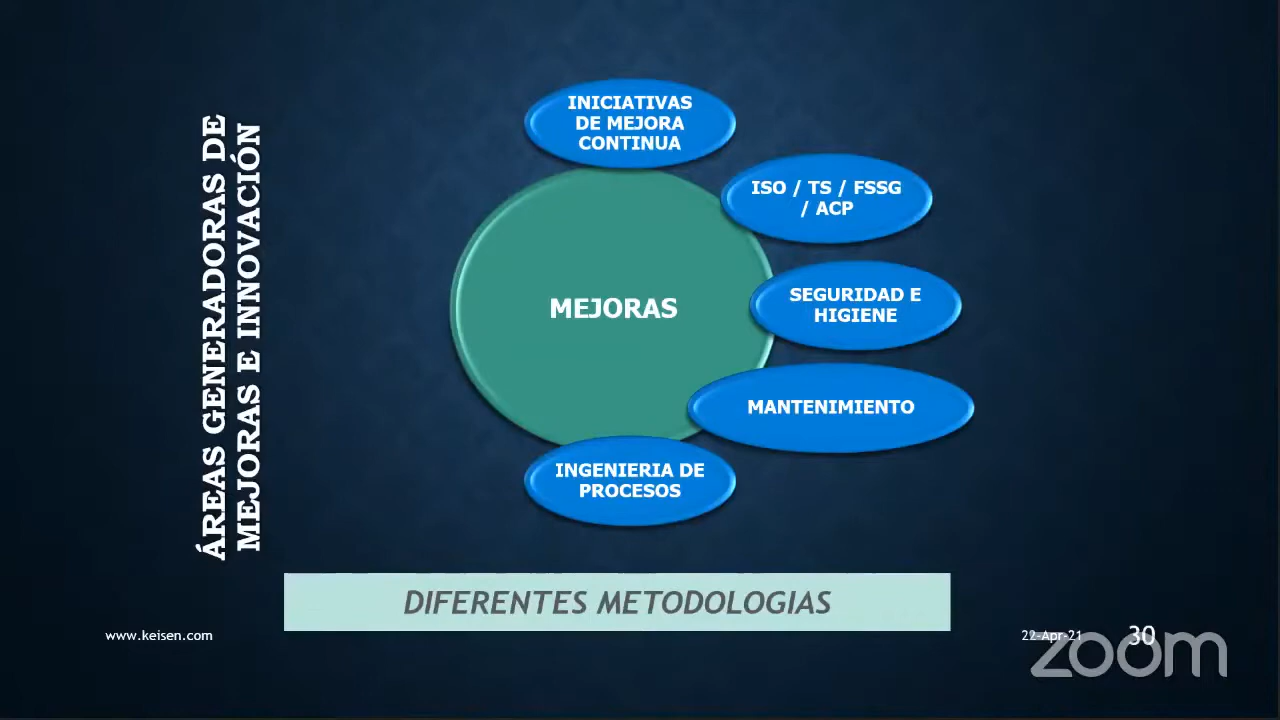 ÁREAS GENERADORAS DE
MEJORAS E INNOVACIÓN
INICIATIVAS
DE MEJORA
CONTINUA
ISO / TS / FSSG
/ ACP
MEJORAS
SEGURIDAD E
HIGIENE
MANTENIMIENTO
INGENIERIA DE
PROCESOS
DIFERENTES METODOLOGIAS
www.keisen.com
22-Apr-21
30
zoom